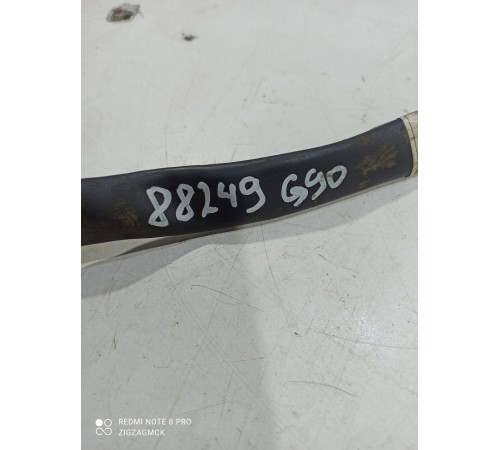 88249 G90
REDMI NOTE 8 PRO
ZIGZAGMCK